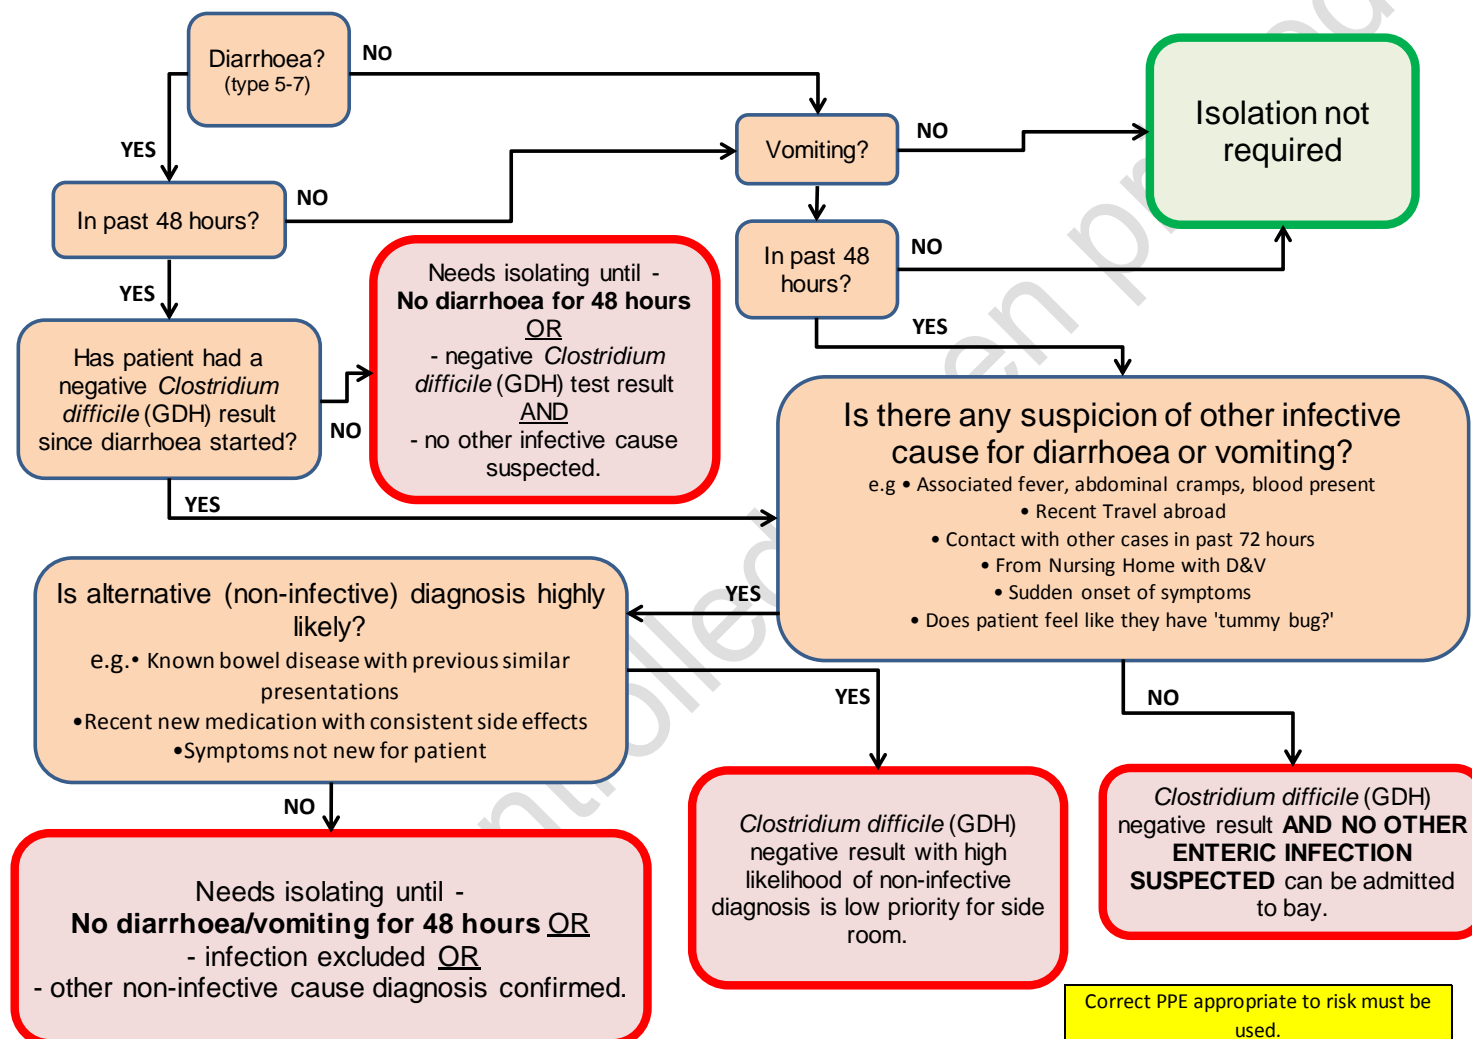 Diarrhoea?
(type 5-7)
NO
YES
Vomiting?
NO
Isolation not
required
In past 48 hours?
NO
YES
In past 48
hours?
NO
YES
Needs isolating until -
No diarrhoea for 48 hours
OR
- negative Clostridium
difficile (GDH) test result
AND
- no other infective cause
suspected.
Has patient had a
negative Clostridium
difficile (GDH) result
since diarrhoea started?
NO
YES
Is there any suspicion of other infective
cause for diarrhoea or vomiting?
e.g • Associated fever, abdominal cramps, blood present
• Recent Travel abroad
• Contact with other cases in past 72 hours
• From Nursing Home with D&V
• Sudden onset of symptoms
• Does patient feel like they have 'tummy bug?'
YES
NO
Is alternative (non-infective) diagnosis highly
likely?
e.g.• Known bowel disease with previous similar
presentations
•Recent new medication with consistent side effects
•Symptoms not new for patient
YES
NO
Needs isolating until -
No diarrhoea/vomiting for 48 hours OR
- infection excluded OR
- other non-infective cause diagnosis confirmed.
Clostridium difficile (GDH)
negative result with high
likelihood of non-infective
diagnosis is low priority for side
room.
Clostridium difficile (GDH)
negative result AND NO OTHER
ENTERIC INFECTION
SUSPECTED can be admitted
to bay.
Correct PPE appropriate to risk must be
used.